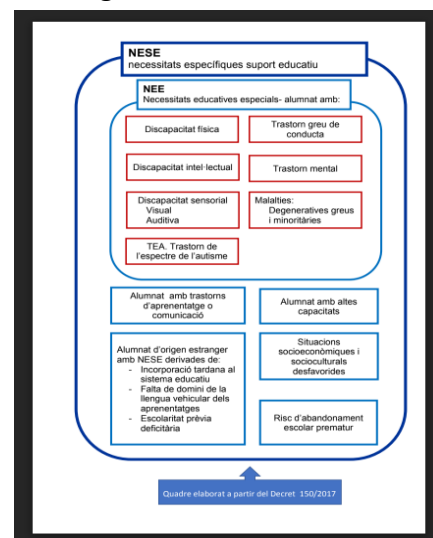 NESE
necessitats específiques suport educatiu
NEE
Necessitats educatives especials- alumnat amb:
Discapacitat física
Trastorn greu de
conducta
Discapacitat intel·lectual
Trastorn mental
Discapacitat sensorial
Visual
Auditiva
Malalties:
Degeneratives greus
i minoritàries
TEA. Trastorn de
l'espectre de l'autisme
Alumnat amb trastorns
d'aprenentatge o
comunicació
Alumnat amb altes
capacitats
Alumnat d'origen estranger
amb NESE derivades de:
- Incorporació tardana al
sistema educatiu
- Falta de domini de la
llengua vehicular dels
aprenentatges
- Escolaritat prèvia
deficitària
Situacions
socioeconòmiques i
socioculturals
desfavorides
Risc d'abandonament
escolar prematur
Quadre elaborat a partir del Decret 150/2017